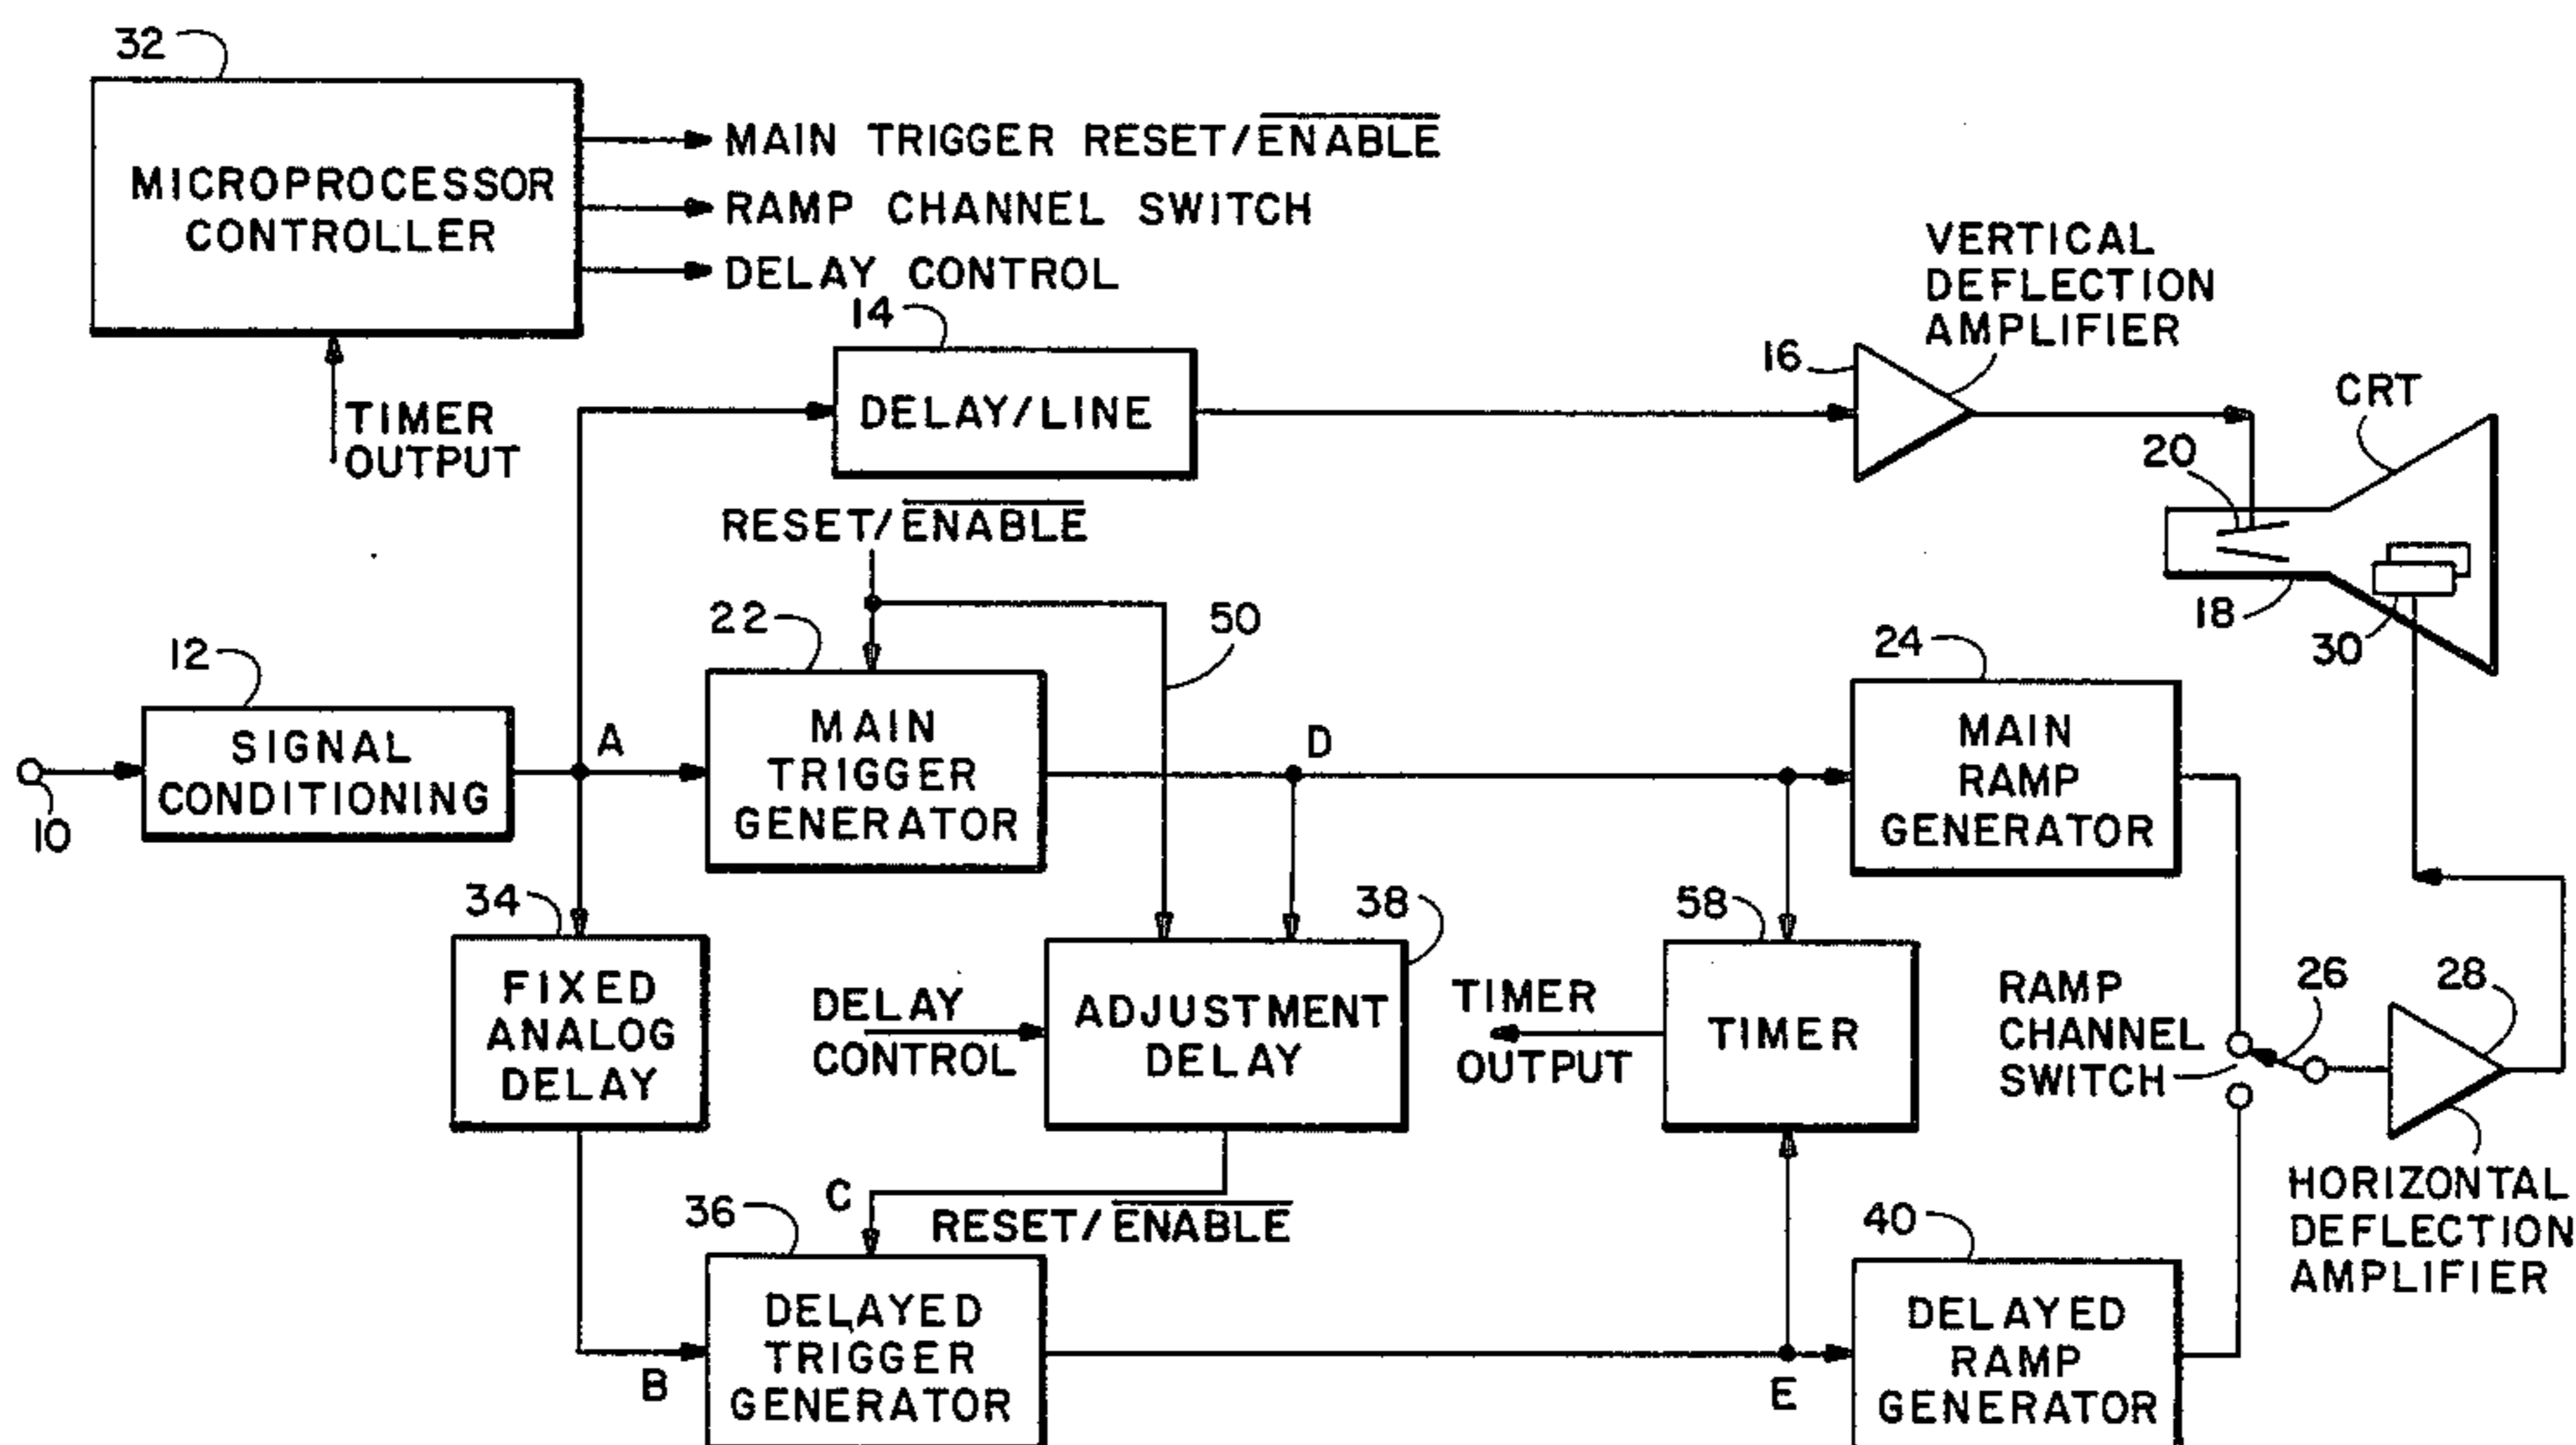 32
MICROPROCESSOR
CONTROLLER
MAIN TRIGGER RESET/ENABLE
RAMP CHANNEL SWITCH
DELAY CONTROL
TIMER
OUTPUT
14
DELAY/LINE
16
VERTICAL
DEFLECTION
AMPLIFIER
CRT
20
18
30
RESET/ENABLE
50
10
12
SIGNAL
CONDITIONING
A
22
MAIN
TRIGGER
GENERATOR
D
24
MAIN
RAMP
GENERATOR
34
FIXED
ANALOG
DELAY
DELAY
CONTROL
38
ADJUSTMENT
DELAY
TIMER
OUTPUT
58
TIMER
RAMP
CHANNEL
SWITCH
26
28
HORIZONTAL
DEFLECTION
AMPLIFIER
C
RESET/ENABLE
B
36
DELAYED
TRIGGER
GENERATOR
E
40
DELAYED
RAMP
GENERATOR